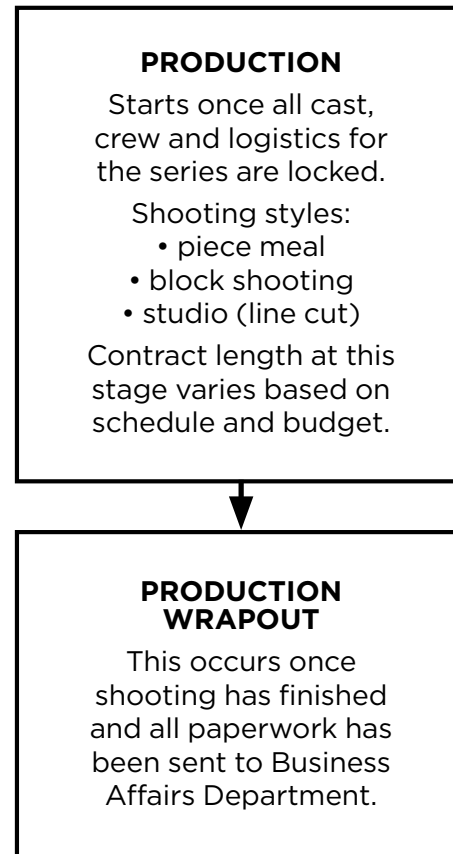 PRODUCTION
Starts once all cast,
crew and logistics for
the series are locked.
Shooting styles:
• piece meal
• block shooting
• studio (line cut)
Contract length at this
stage varies based on
schedule and budget.
PRODUCTION
WRAPOUT
This occurs once
shooting has finished
and all paperwork has
been sent to Business
Affairs Department.